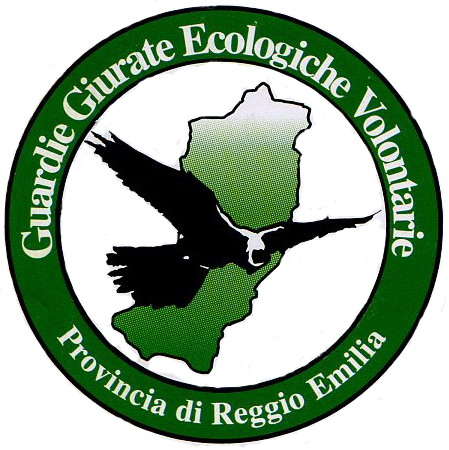 Guardie Giurate Ecologiche Volontarie
Provincia di Reggio Emilia